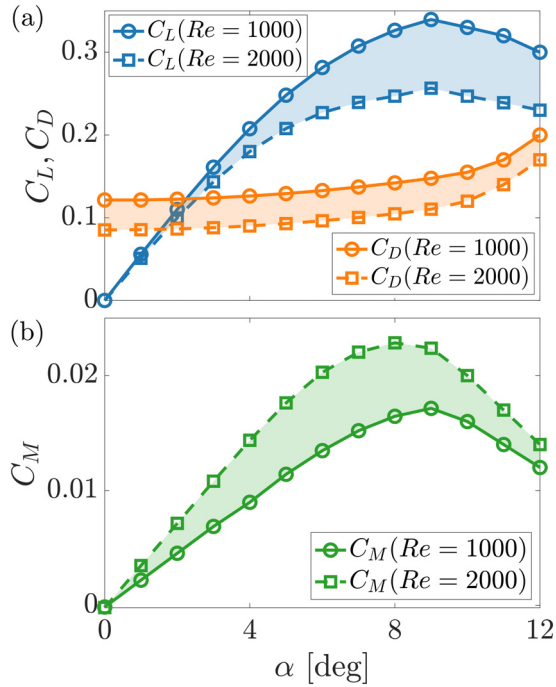 (a)
C_L(Re = 1000)
C_L(Re = 2000)
0.3
0.2
0.1
0
C_L, C_D
C_D(Re = 1000)
C_D(Re = 2000)
(b)
0.02
0.01
0
C_M
C_M(Re = 1000)
C_M(Re = 2000)
0 4 8 12
α [deg]